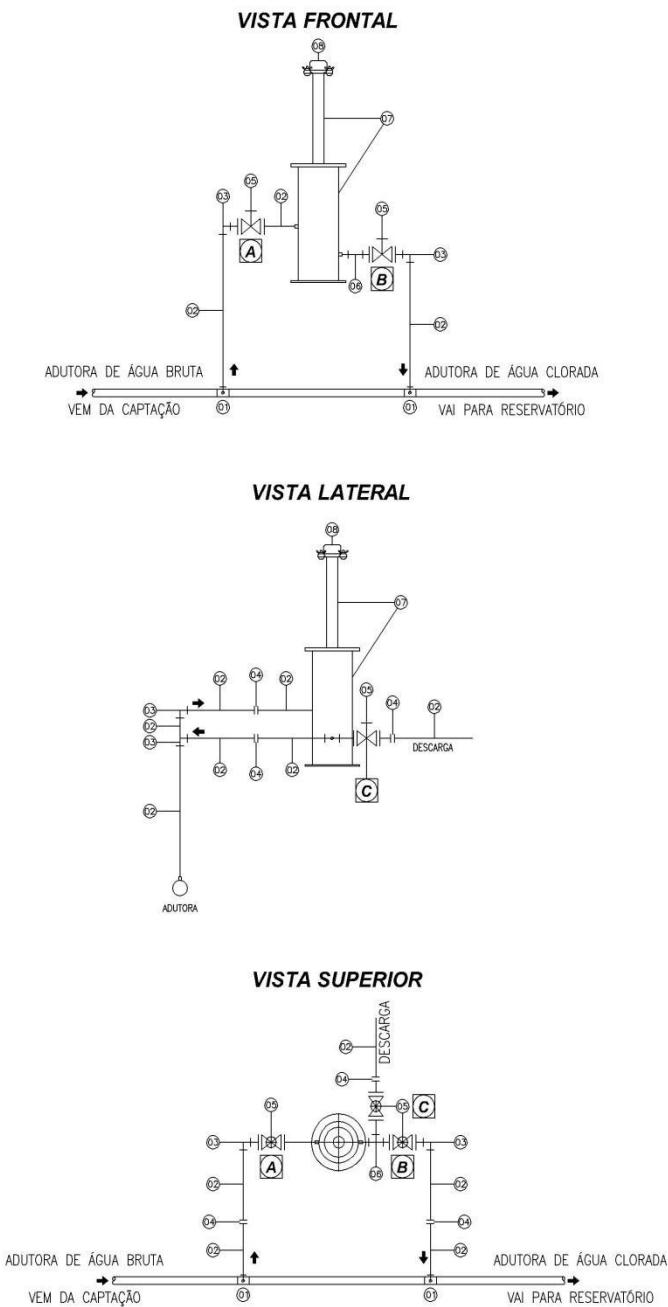 VISTA FRONTAL
08
07
03
05
02
05
A
03
B
06
02
02
ADUTORA DE ÁGUA BRUTA
ADUTORA DE ÁGUA CLORADA
VEM DA CAPTAÇÃO
01
01
VAI PARA RESERVATÓRIO
VISTA LATERAL
08
07
02
04
02
05
04
02
03
02
03
DESCARGA
02
04
02
C
02
ADUTORA
VISTA SUPERIOR
DESCARGA
02
04
05
05
C
03
03
A
B
06
02
02
04
04
02
02
ADUTORA DE ÁGUA BRUTA
ADUTORA DE ÁGUA CLORADA
VEM DA CAPTAÇÃO
01
01
VAI PARA RESERVATÓRIO